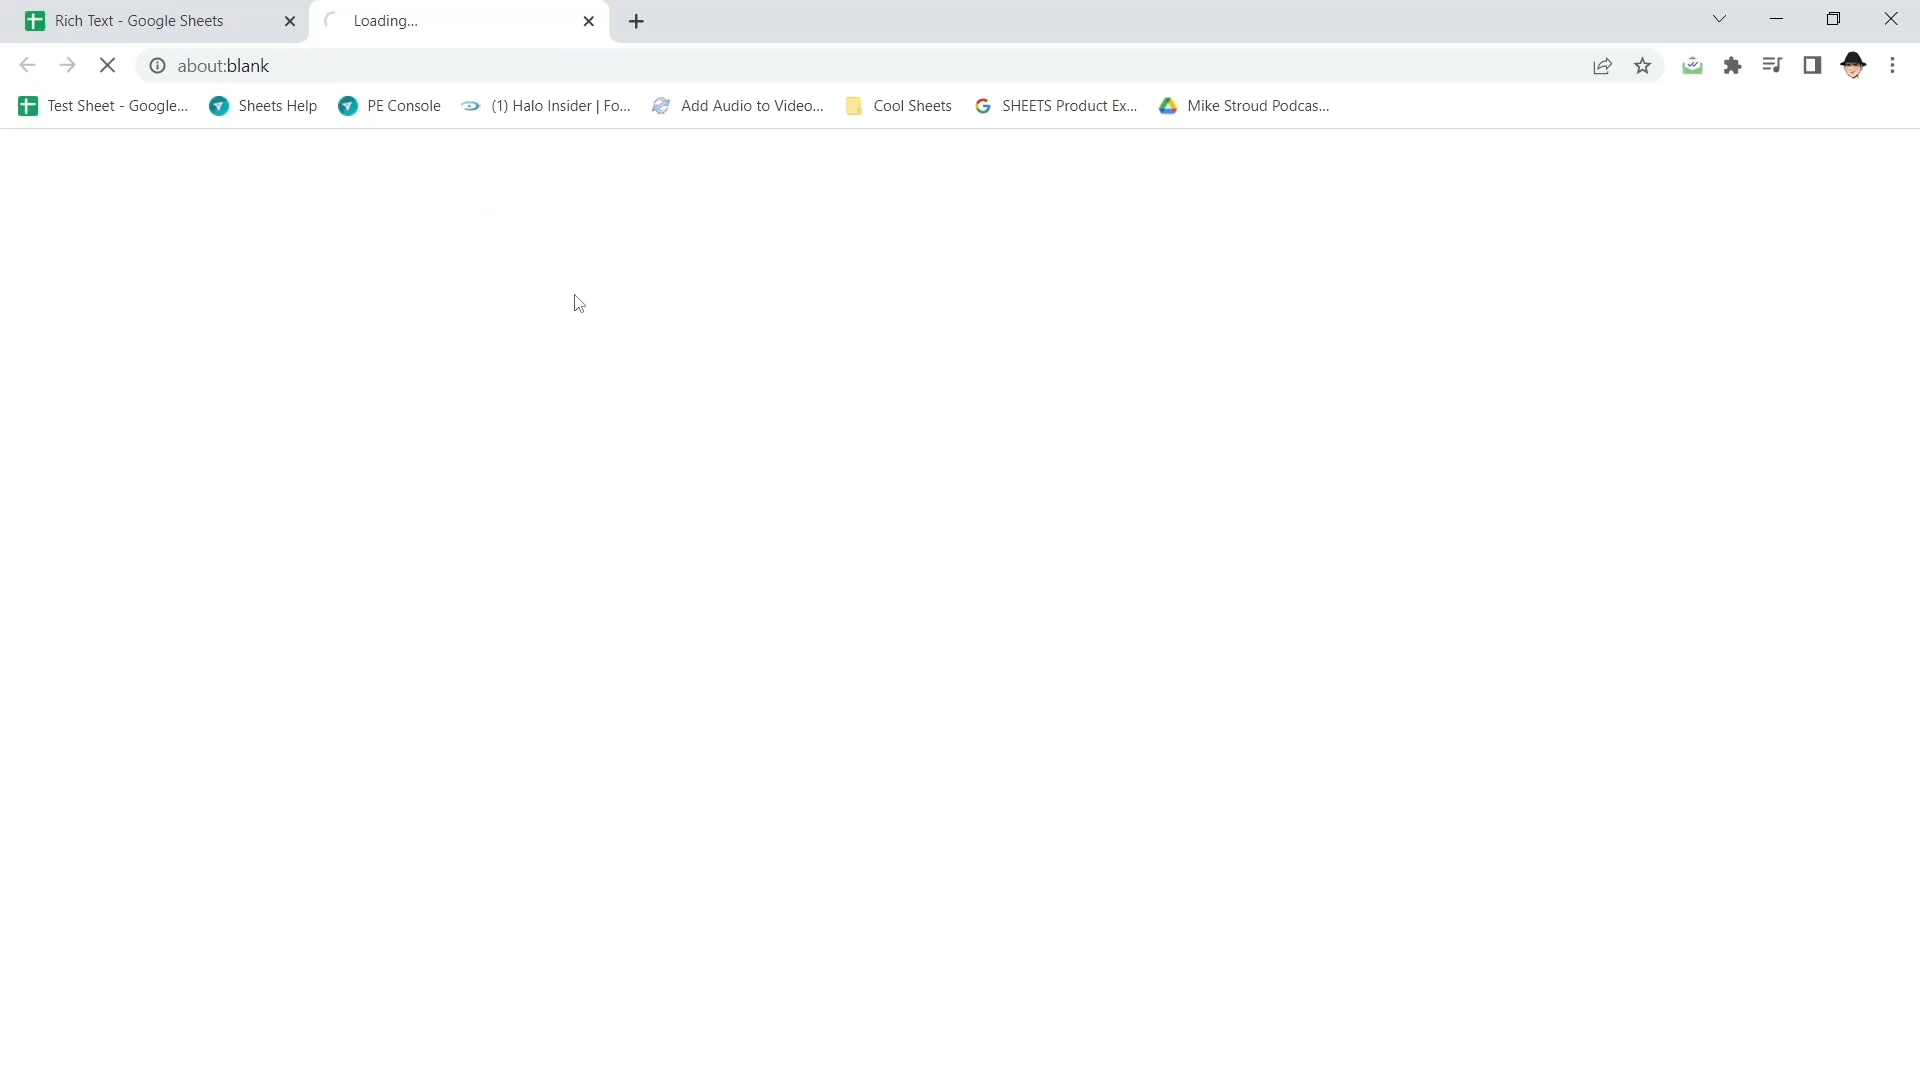 Rich Text - Google Sheets
Loading...
about:blank
Test Sheet - Google...
Sheets Help
PE Console
(1) Halo Insider | Fo...
Add Audio to Video...
Cool Sheets
SHEETS Product Ex...
Mike Stroud Podcas...